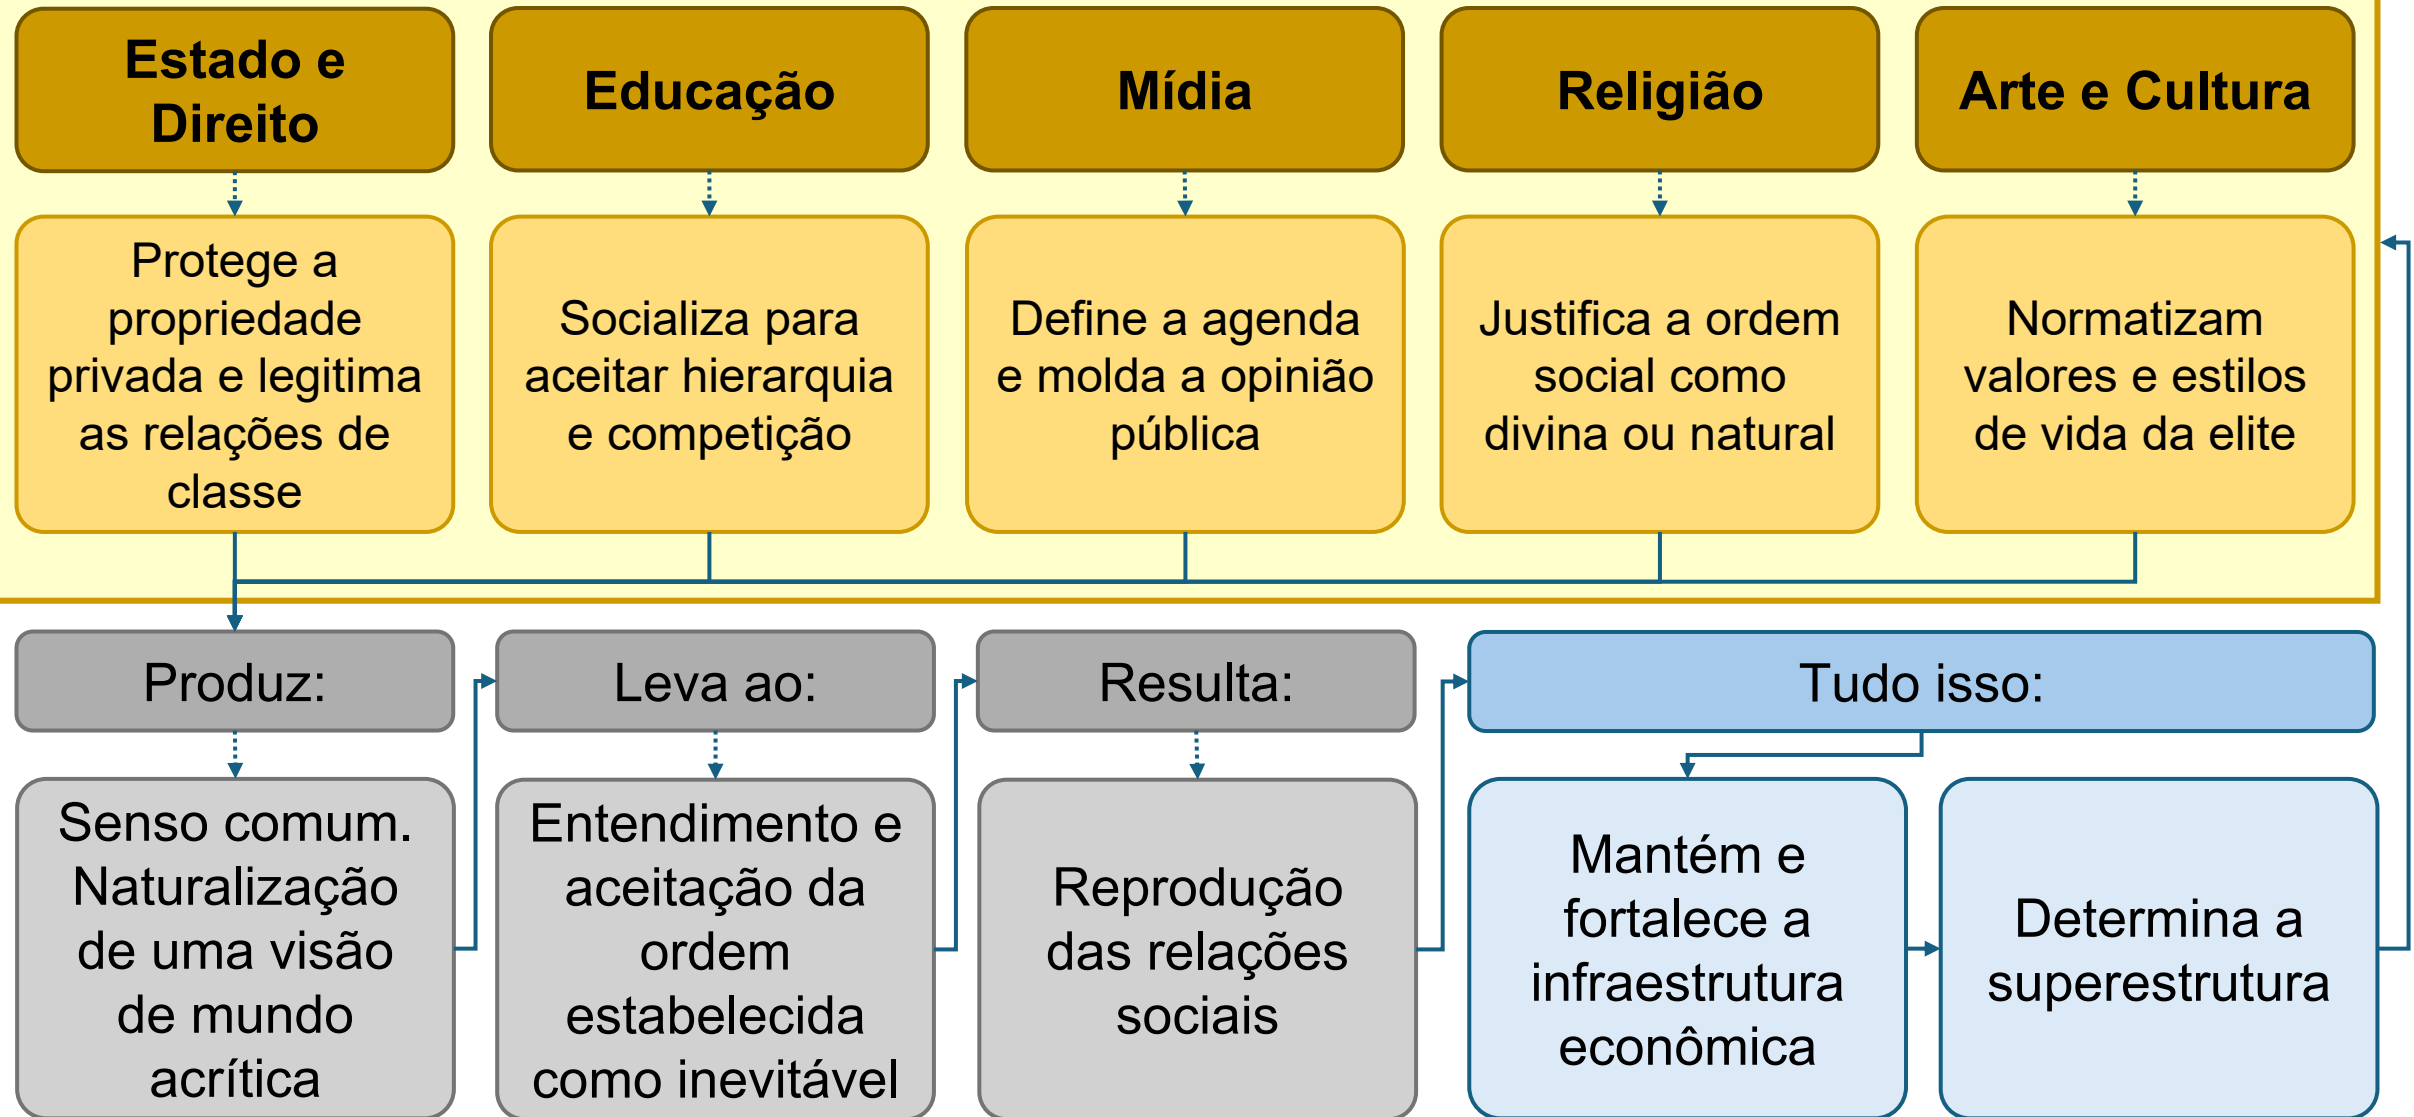 Estado e
Direito
Educação
Mídia
Religião
Arte e Cultura
Protege a
propriedade
privada e legitima
as relações de
classe
Socializa para
aceitar hierarquia
e competição
Define a agenda
e molda a opinião
pública
Justifica a ordem
social como
divina ou natural
Normatizam
valores e estilos
de vida da elite
Produz:
Leva ao:
Resulta:
Tudo isso:
Senso comum.
Naturalização
de uma visão
de mundo
acrítica
Entendimento e
aceitação da
ordem
estabelecida
como inevitável
Reprodução
das relações
sociais
Mantém e
fortalece a
infraestrutura
econômica
Determina a
superestrutura